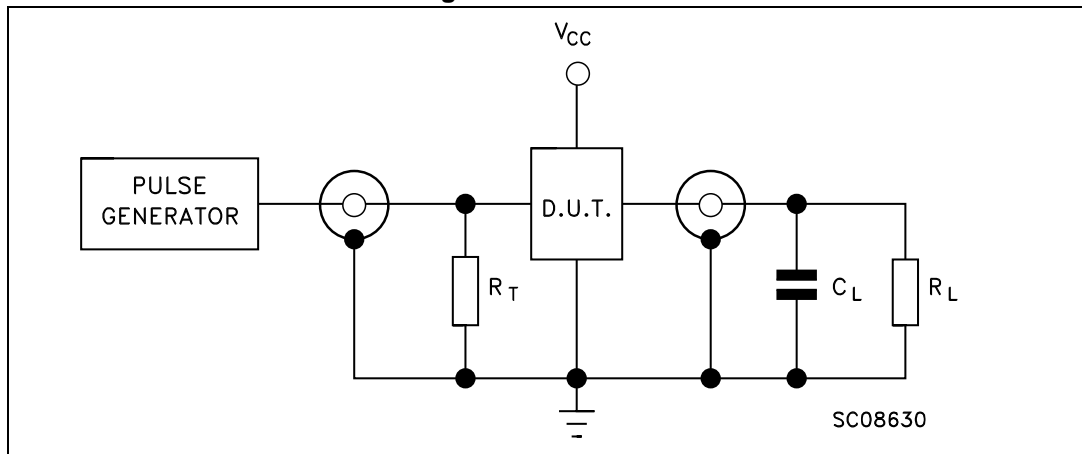 VCC
PULSE
GENERATOR
D.U.T.
RT
CL
RL
SC08630